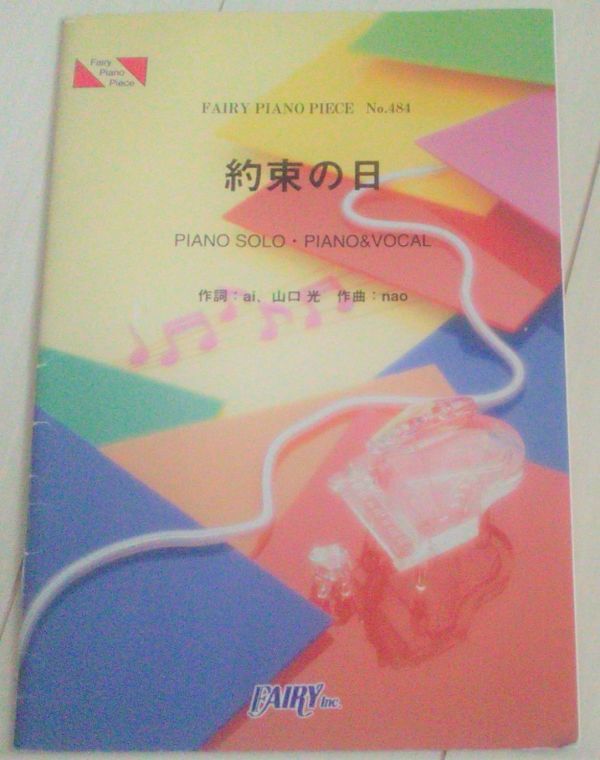 Fairy
Piano
Piece
FAIRY PIANO PIECE No.484
約束の日
PIANO SOLO・PIANO&VOCAL
作詞：ai、山口 光 作曲：nao
FAIRY Inc.